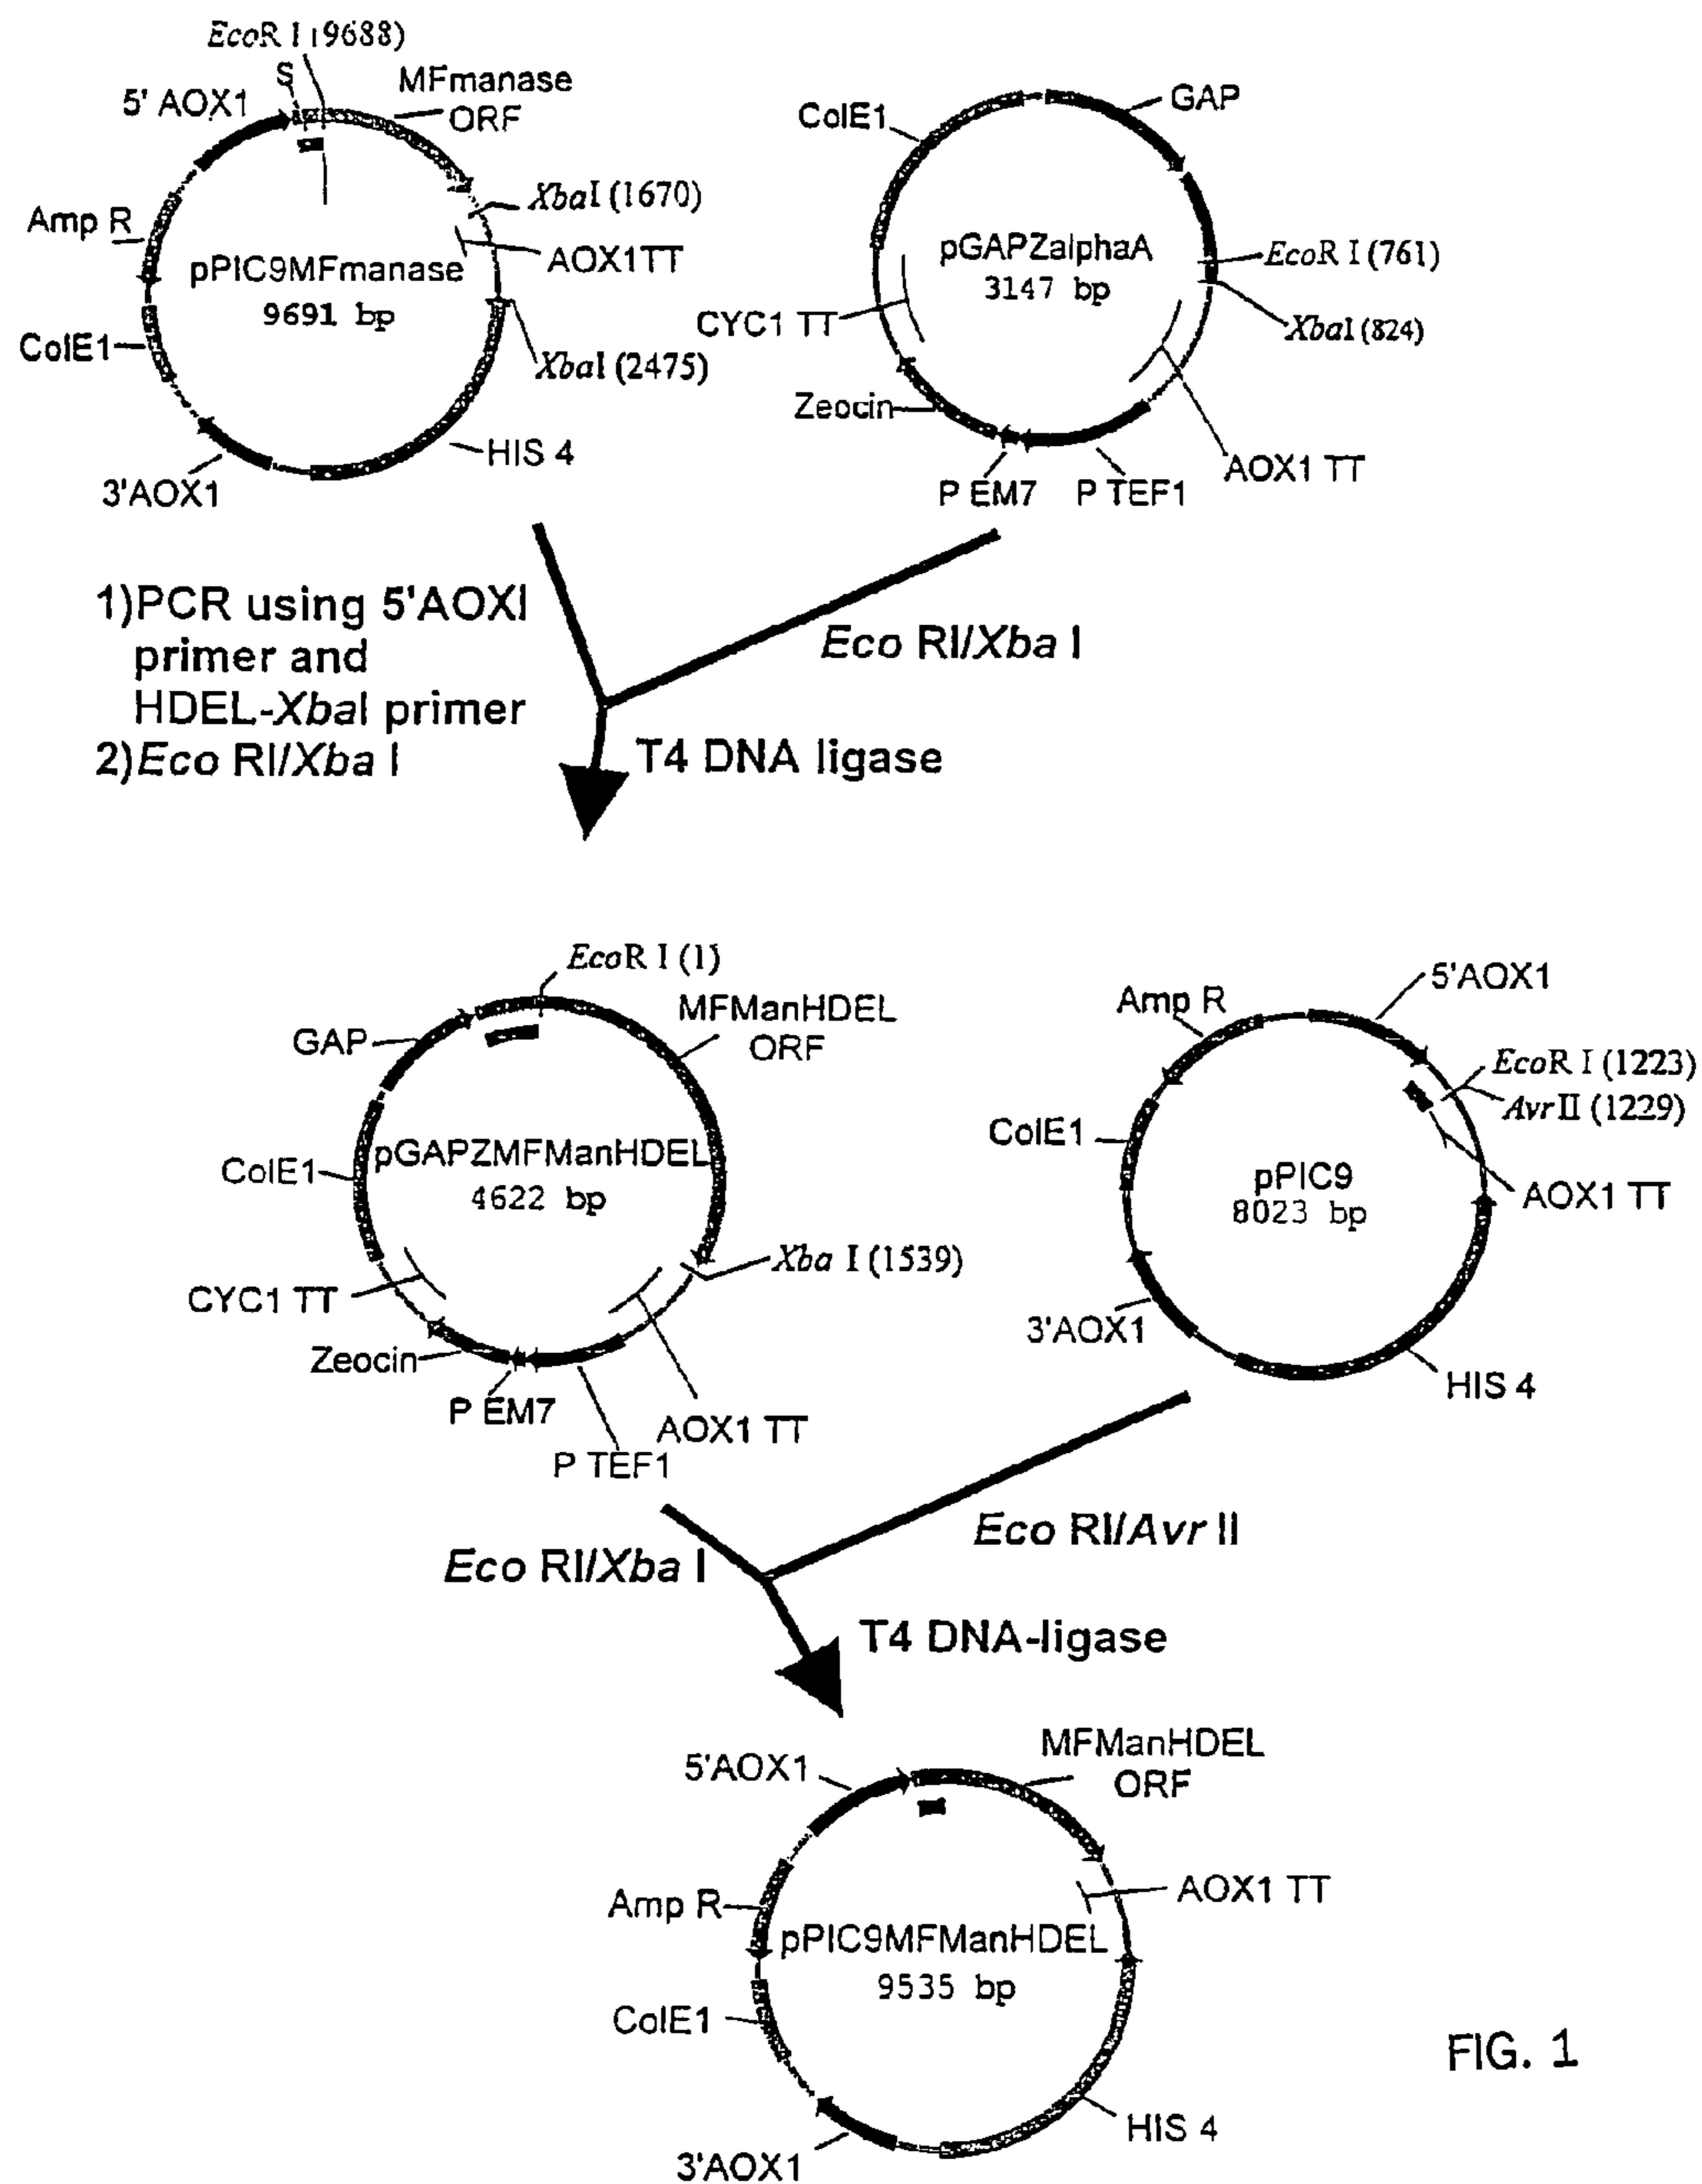 EcoR I (9688)
S
5' AOX1
MFmanase
ORF
XbaI (1670)
Amp R
AOX1TT
pPIC9MFmanase
9691 bp
ColE1
XbaI (2475)
HIS 4
3'AOX1
ColE1
GAP
pGAPZalphaA
3147 bp
EcoR I (761)
CYC1 TT
XbaI (824)
Zeocin
AOX1 TT
P EM7
P TEF1
1)PCR using 5'AOXI
primer and
HDEL-XbaI primer
2)Eco RI/Xba I
Eco RI/Xba I
T4 DNA ligase
EcoR I (1)
MFManHDEL
ORF
GAP
pGAPZMFManHDEL
4622 bp
ColE1
Xba I (1539)
CYC1 TT
Zeocin
P EM7
AOX1 TT
P TEF1
5'AOX1
Amp R
EcoR I (1223)
AvrII (1229)
ColE1
pPIC9
8023 bp
AOX1 TT
3'AOX1
HIS 4
Eco RI/Xba I
Eco RI/Avr II
T4 DNA-ligase
MFManHDEL
ORF
5'AOX1
AOX1 TT
Amp R
pPIC9MFManHDEL
9535 bp
ColE1
HIS 4
3'AOX1
FIG. 1